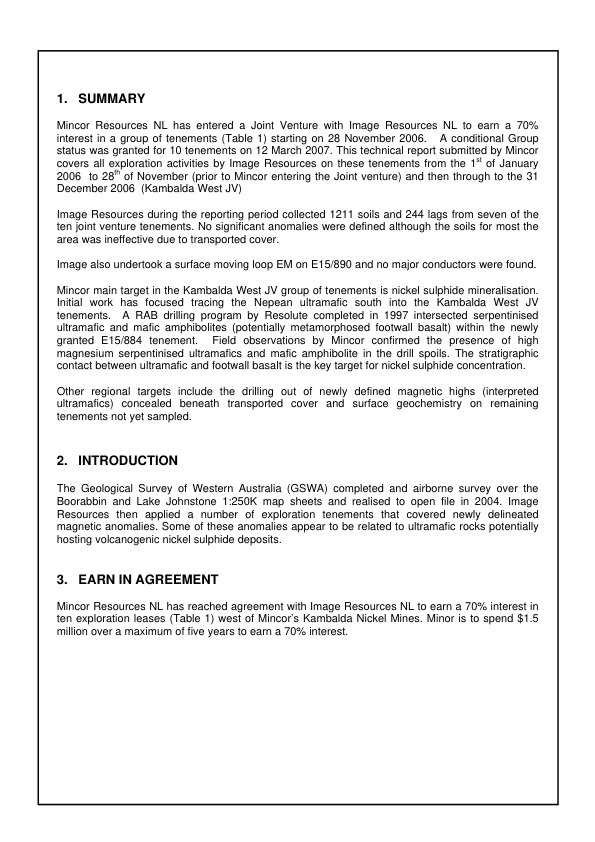 1. SUMMARY
Mincor Resources NL has entered a Joint Venture with Image Resources NL to earn a 70%
interest in a group of tenements (Table 1) starting on 28 November 2006. A conditional Group
status was granted for 10 tenements on 12 March 2007. This technical report submitted by Mincor
covers all exploration activities by Image Resources on these tenements from the 1st of January
2006 to 28th of November (prior to Mincor entering the Joint venture) and then through to the 31
December 2006 (Kambalda West JV)
Image Resources during the reporting period collected 1211 soils and 244 lags from seven of the
ten joint venture tenements. No significant anomalies were defined although the soils for most the
area was ineffective due to transported cover.
Image also undertook a surface moving loop EM on E15/890 and no major conductors were found.
Mincor main target in the Kambalda West JV group of tenements is nickel sulphide mineralisation.
Initial work has focused tracing the Nepean ultramafic south into the Kambalda West JV
tenements. A RAB drilling program by Resolute completed in 1997 intersected serpentinised
ultramafic and mafic amphibolites (potentially metamorphosed footwall basalt) within the newly
granted E15/884 tenement. Field observations by Mincor confirmed the presence of high
magnesium serpentinised ultramafics and mafic amphibolite in the drill spoils. The stratigraphic
contact between ultramafic and footwall basalt is the key target for nickel sulphide concentration.
Other regional targets include the drilling out of newly defined magnetic highs (interpreted
ultramafics) concealed beneath transported cover and surface geochemistry on remaining
tenements not yet sampled.
2. INTRODUCTION
The Geological Survey of Western Australia (GSWA) completed and airborne survey over the
Boorabbin and Lake Johnstone 1:250K map sheets and realised to open file in 2004. Image
Resources then applied a number of exploration tenements that covered newly delineated
magnetic anomalies. Some of these anomalies appear to be related to ultramafic rocks potentially
hosting volcanogenic nickel sulphide deposits.
3. EARN IN AGREEMENT
Mincor Resources NL has reached agreement with Image Resources NL to earn a 70% interest in
ten exploration leases (Table 1) west of Mincor's Kambalda Nickel Mines. Minor is to spend $1.5
million over a maximum of five years to earn a 70% interest.